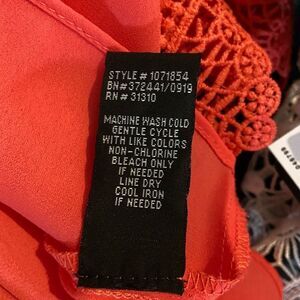 STYLE # 1071854
BN#372441/0919
RN # 31310
MACHINE WASH COLD
GENTLE CYCLE
WITH LIKE COLORS
NON-CHLORINE
BLEACH ONLY
IF NEEDED
LINE DRY
COOL IRON
IF NEEDED